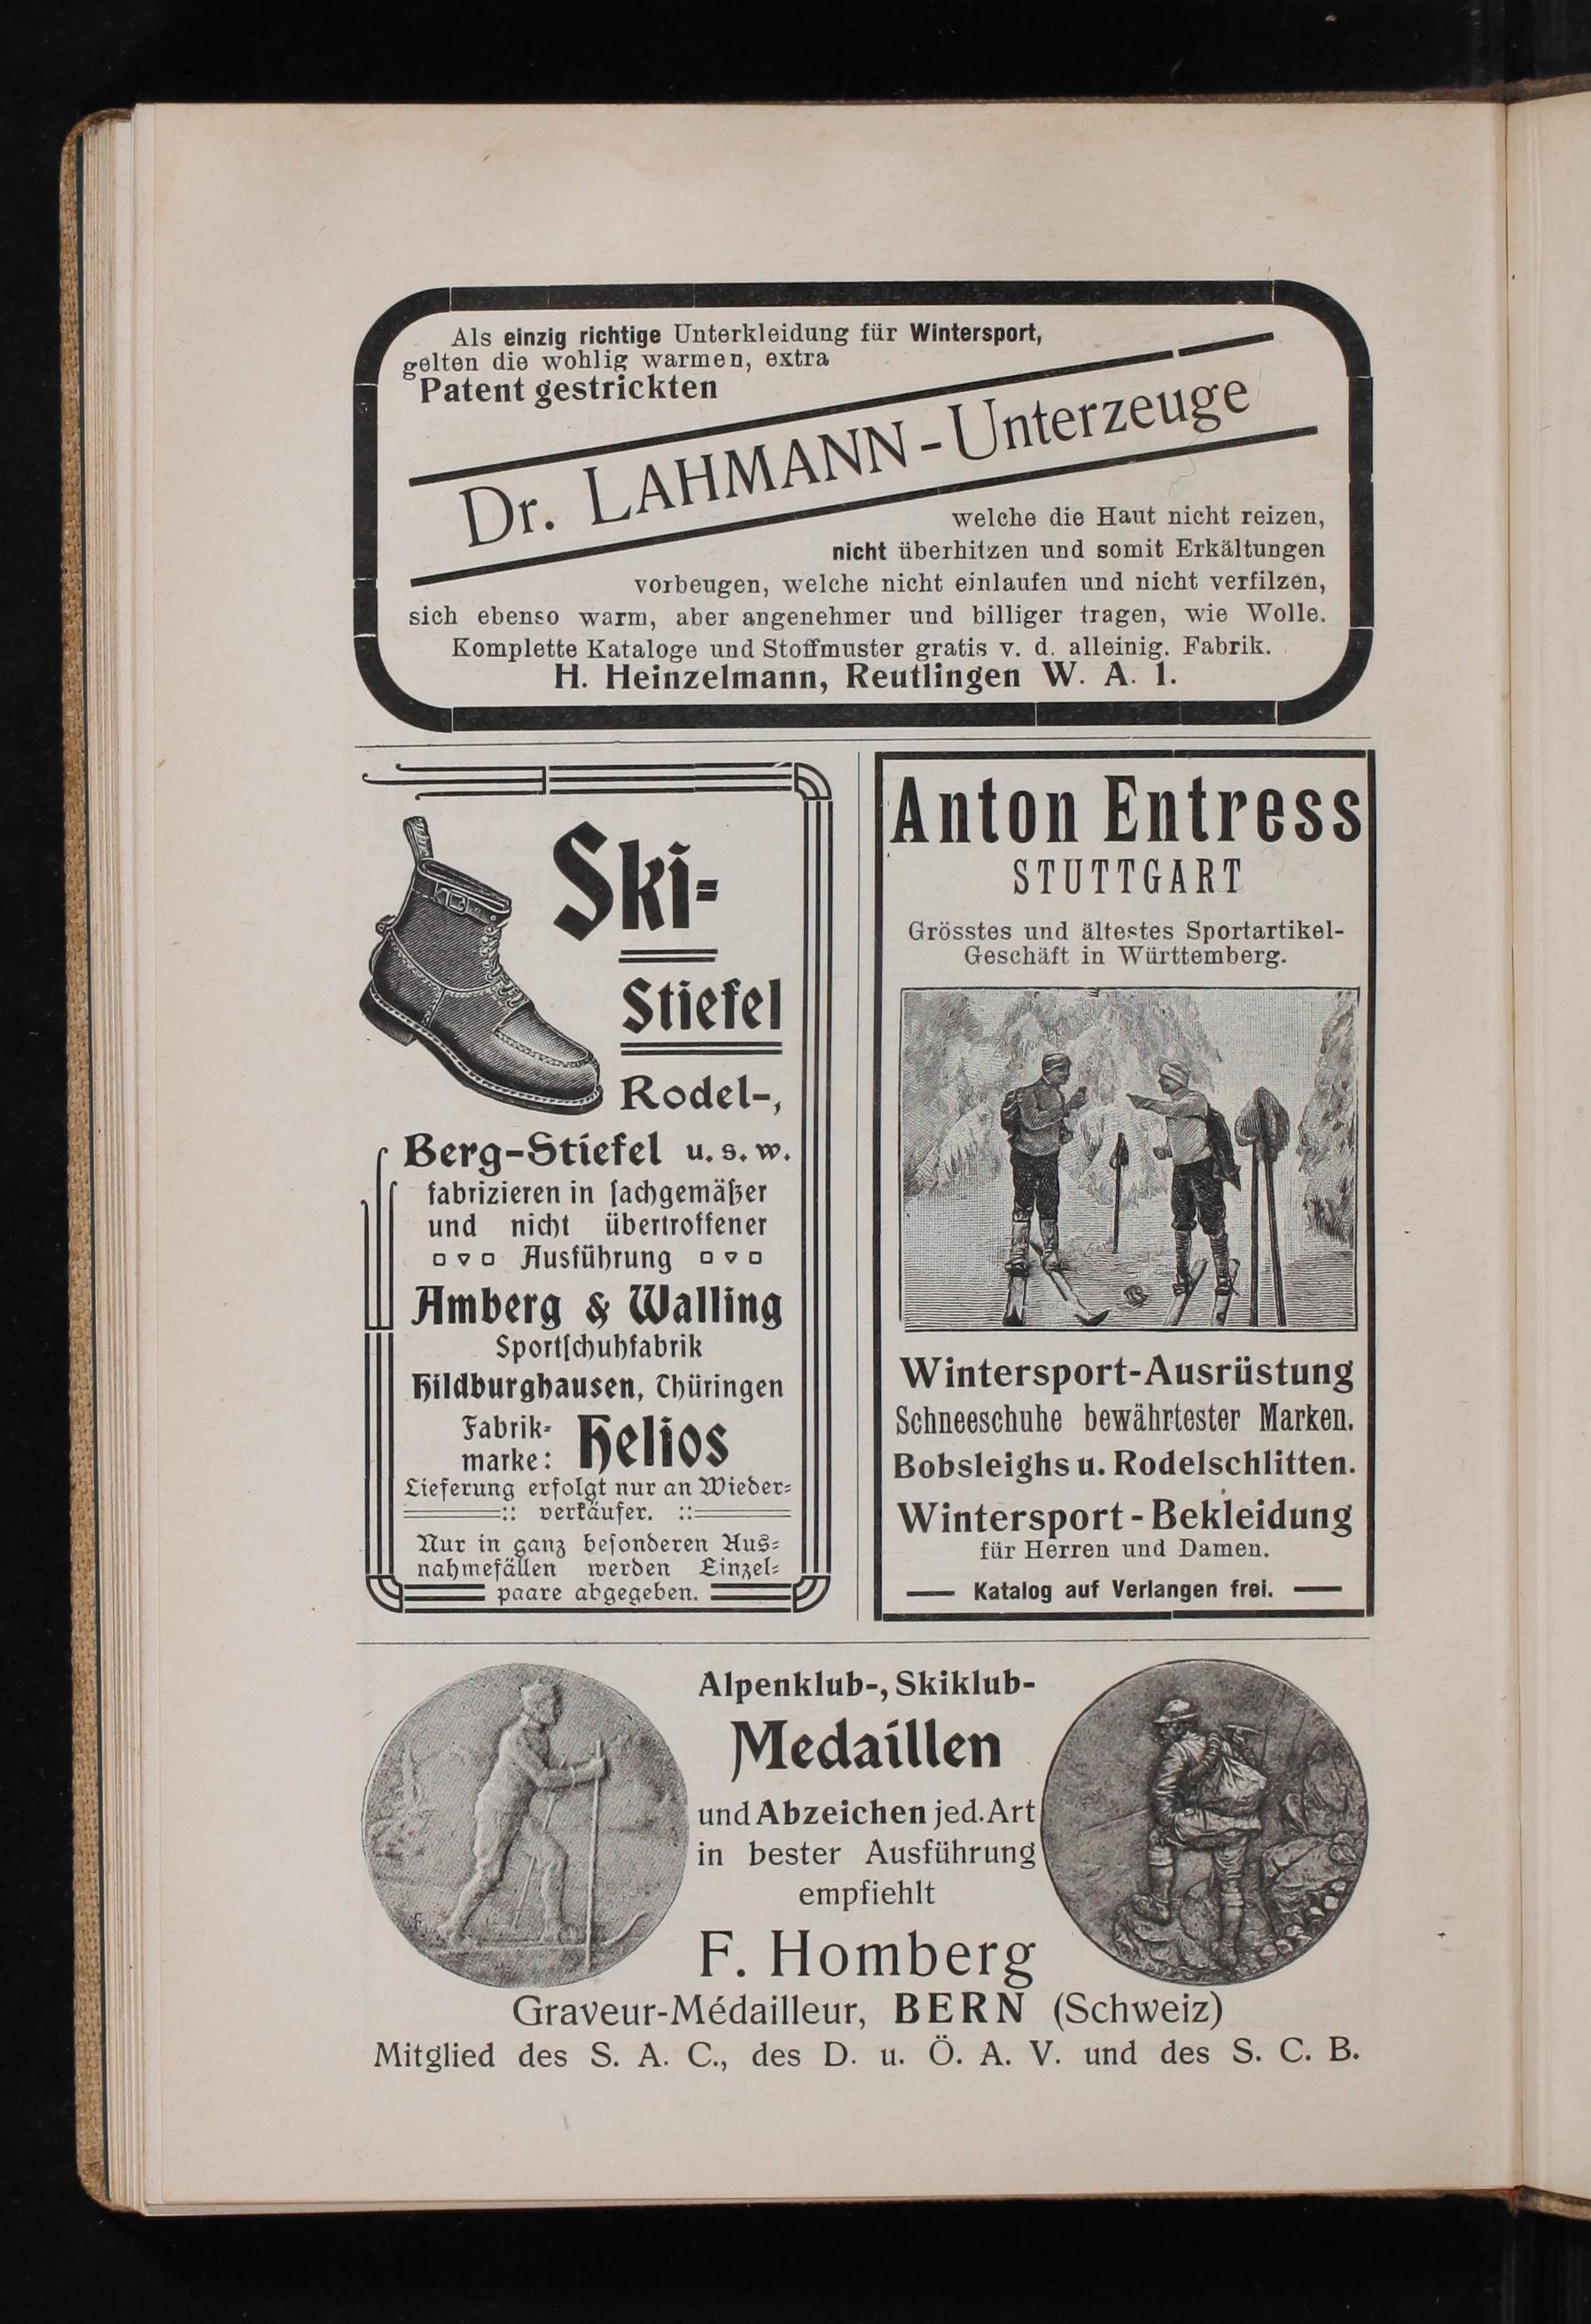 Als einzig richtige Unterkleidung für Wintersport,
gelten die wohlig warmen, extra
Patent gestrickten
Dr. LAHMANN-Unterzeuge
welche die Haut nicht reizen,
nicht überhitzen und somit Erkältungen
vorbeugen, welche nicht einlaufen und nicht verfilzen,
sich ebenso warm, aber angenehmer und billiger tragen, wie Wolle.
Komplette Kataloge und Stoffmuster gratis v. d. alleinig. Fabrik.
H. Heinzelmann, Reutlingen W. A. 1.
Ski-
Stiefel
Rodel-,
Berg-Stiefel u. s. w.
fabrizieren in ſachgemäßer
und nicht übertroffener
Ausführung
Amberg & Walling
Sportſchuhfabrik
Hildburghausen, Thüringen
Fabrik-
marke: Helios
Lieferung erfolgt nur an Wieder-
:: verkäufer. ::
Nur in ganz beſonderen Aus-
nahmefällen werden Einzel-
paare abgegeben.
Anton Entress
STUTTGART
Grösstes und ältestes Sportartikel-
Geschäft in Württemberg.
Wintersport-Ausrüstung
Schneeschuhe bewährtester Marken.
Bobsleighs u. Rodelschlitten.
Wintersport-Bekleidung
für Herren und Damen.
Katalog auf Verlangen frei.
Alpenklub-, Skiklub-
Medaillen
und Abzeichen jed. Art
in bester Ausführung
empfiehlt
F. Homberg
Graveur-Médailleur, BERN (Schweiz)
Mitglied des S. A. C., des D. u. Ö. A. V. und des S. C. B.